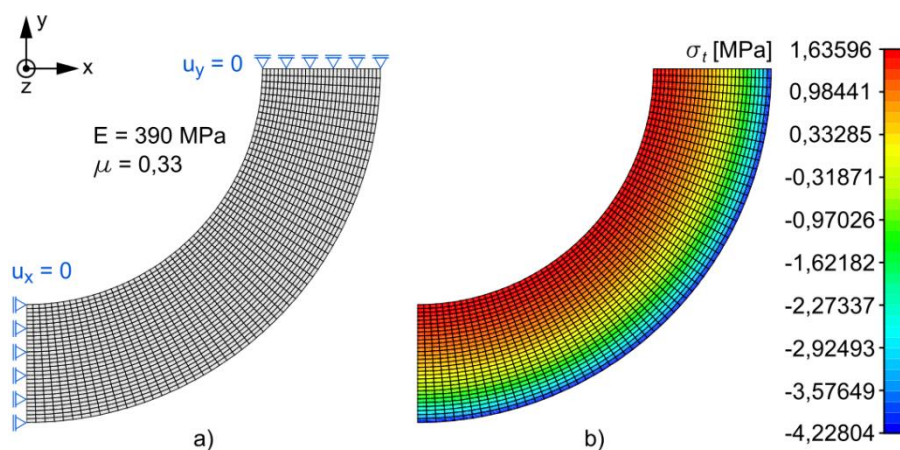 y
x
z
u_y = 0
E = 390 MPa
μ = 0,33
u_x = 0
a)
σ_t [MPa]
1,63596
0,98441
0,33285
-0,31871
-0,97026
-1,62182
-2,27337
-2,92493
-3,57649
-4,22804
b)